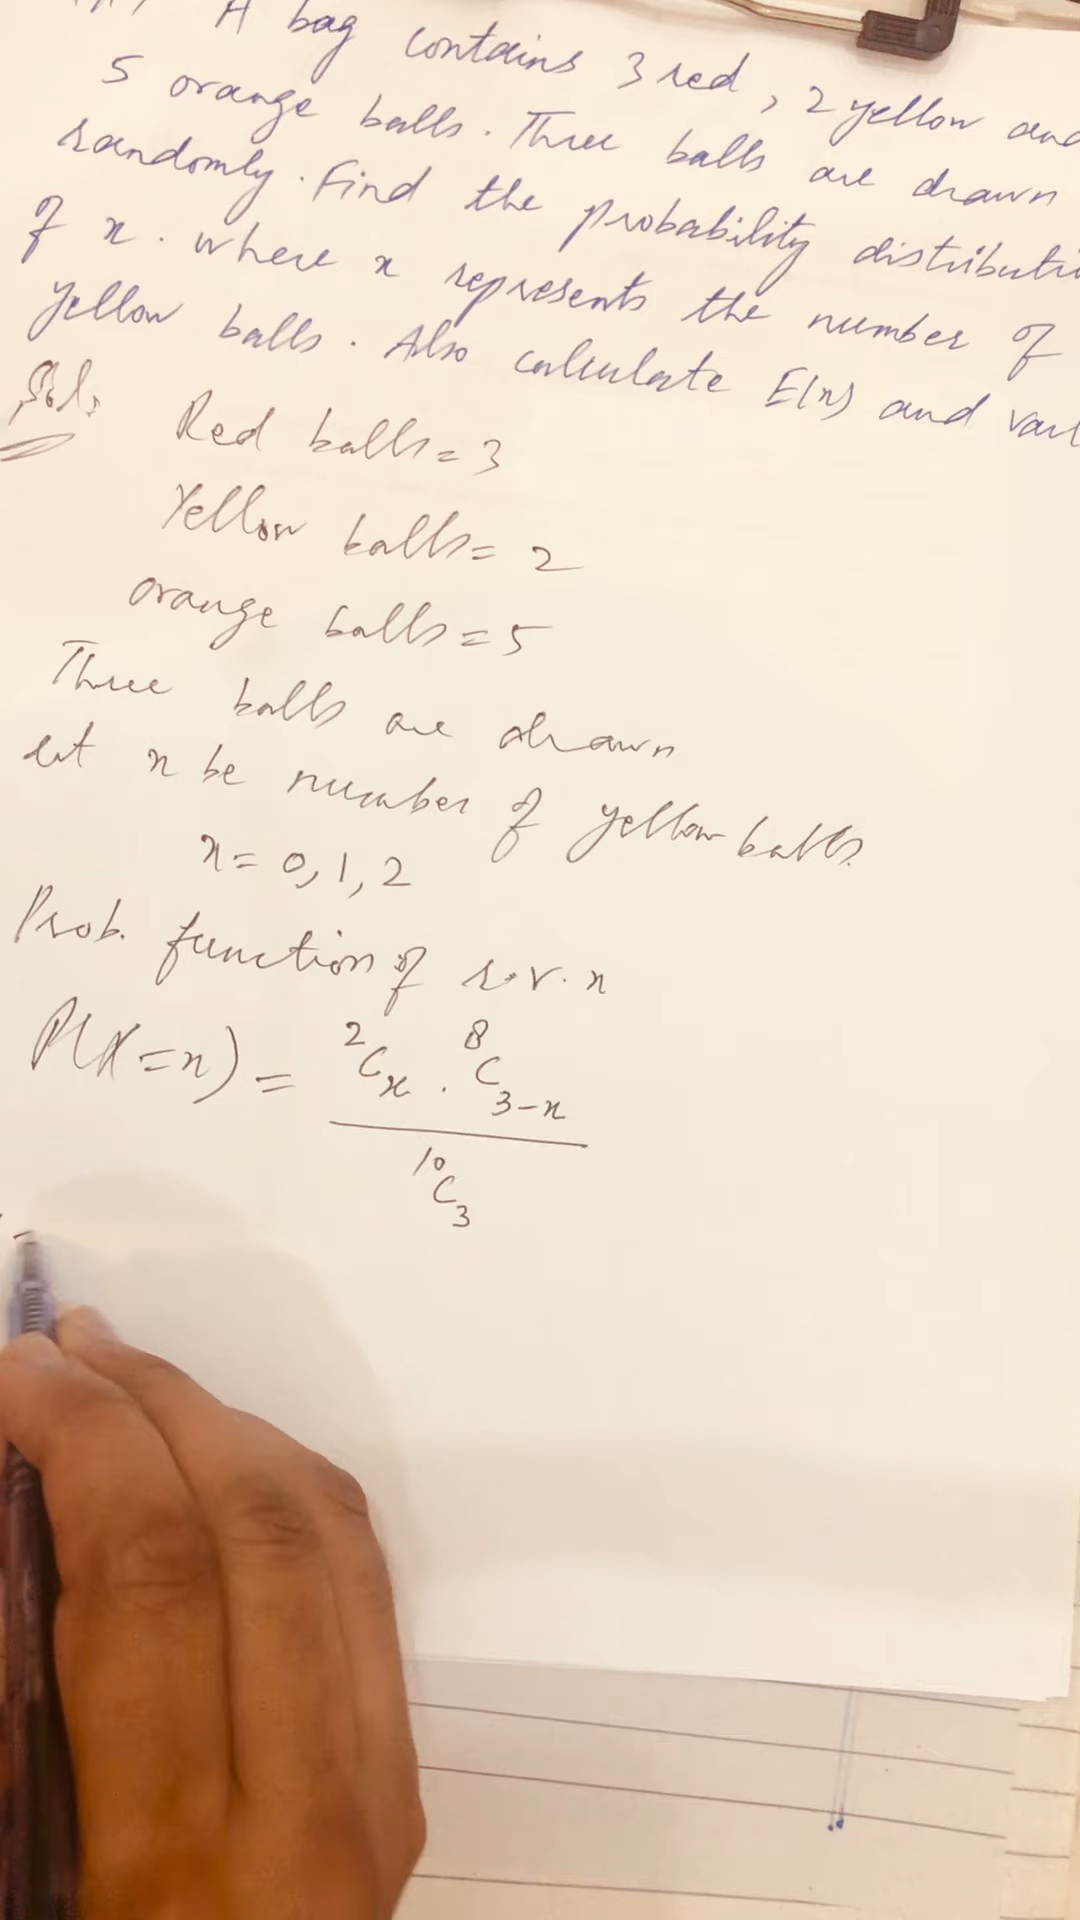 A bag contains 3 red, 2 yellow and
5 orange balls. Three balls are drawn
randomly. Find the probability distributi
of x. where x represents the number of
yellow balls. Also calculate E(x) and var
Sol:
Red balls = 3
Yellow balls = 2
orange balls = 5
Three balls are drawn
let x be number of yellow balls.
x = 0, 1, 2
Prob. function of r.v. x
P(X=x) = ²Cₓ . ⁸C₃₋ₓ
¹⁰C₃